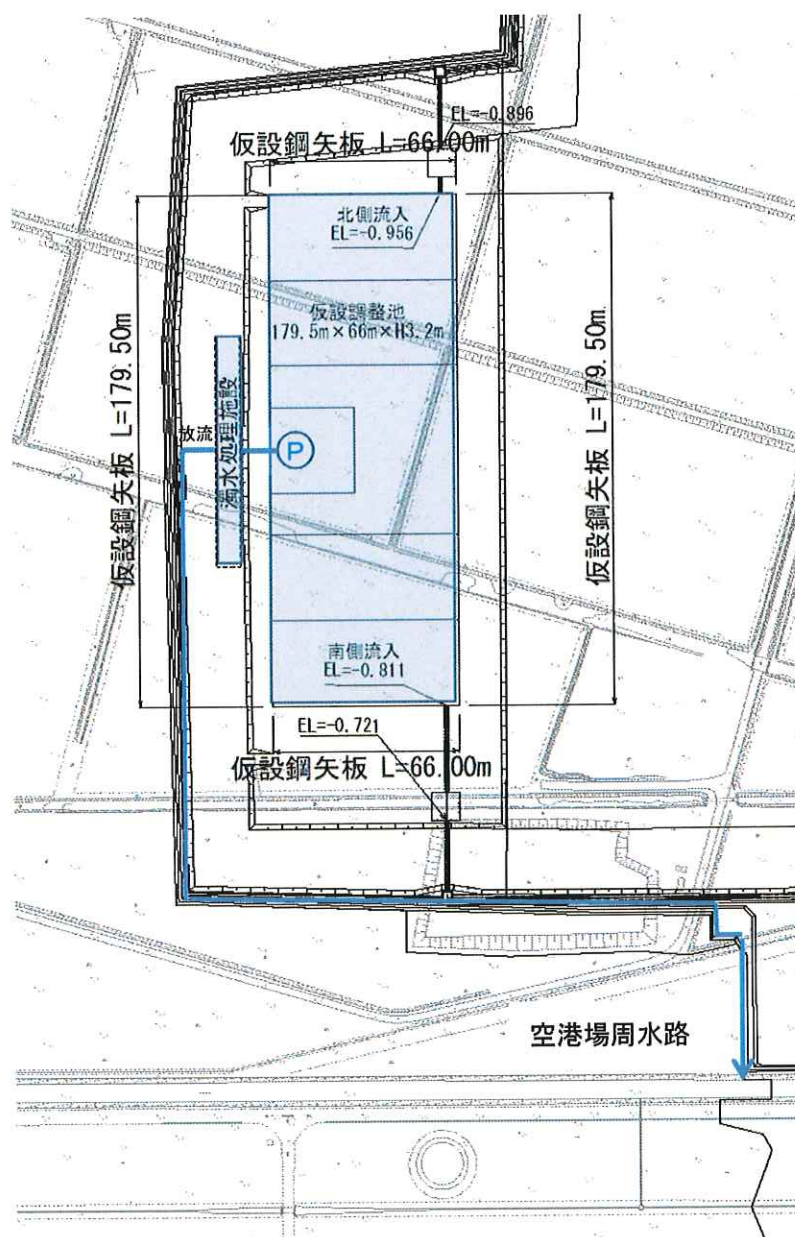 EL=-0.896
仮設鋼矢板 L=66.00m
北側流入
EL=-0.956
仮設調整池
179.5m×66m×H3.2m
仮設鋼矢板 L=179.50m
仮設鋼矢板 L=179.50m
濁水処理施設
放流
P
南側流入
EL=-0.811
EL=-0.721
仮設鋼矢板 L=66.00m
空港場周水路